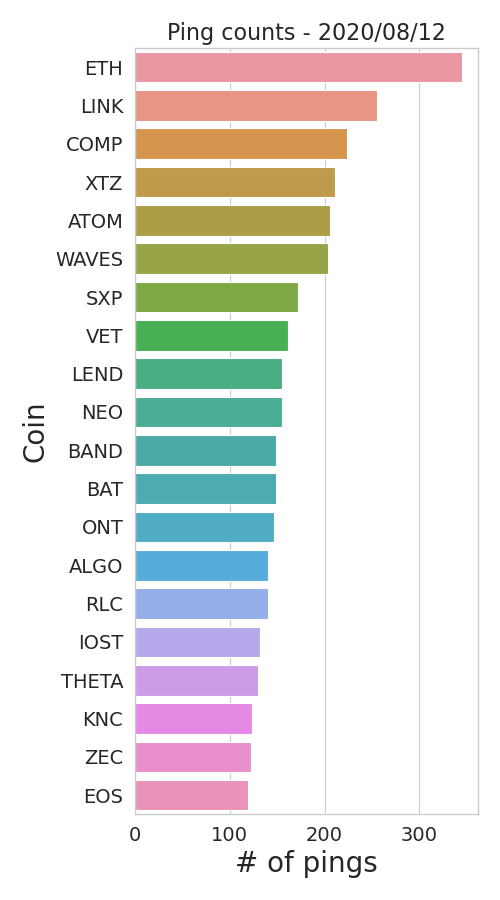 Ping counts - 2020/08/12
ETH
LINK
COMP
XTZ
ATOM
WAVES
SXP
VET
LEND
NEO
BAND
BAT
ONT
ALGO
RLC
IOST
THETA
KNC
ZEC
EOS
Coin
0 100 200 300
# of pings